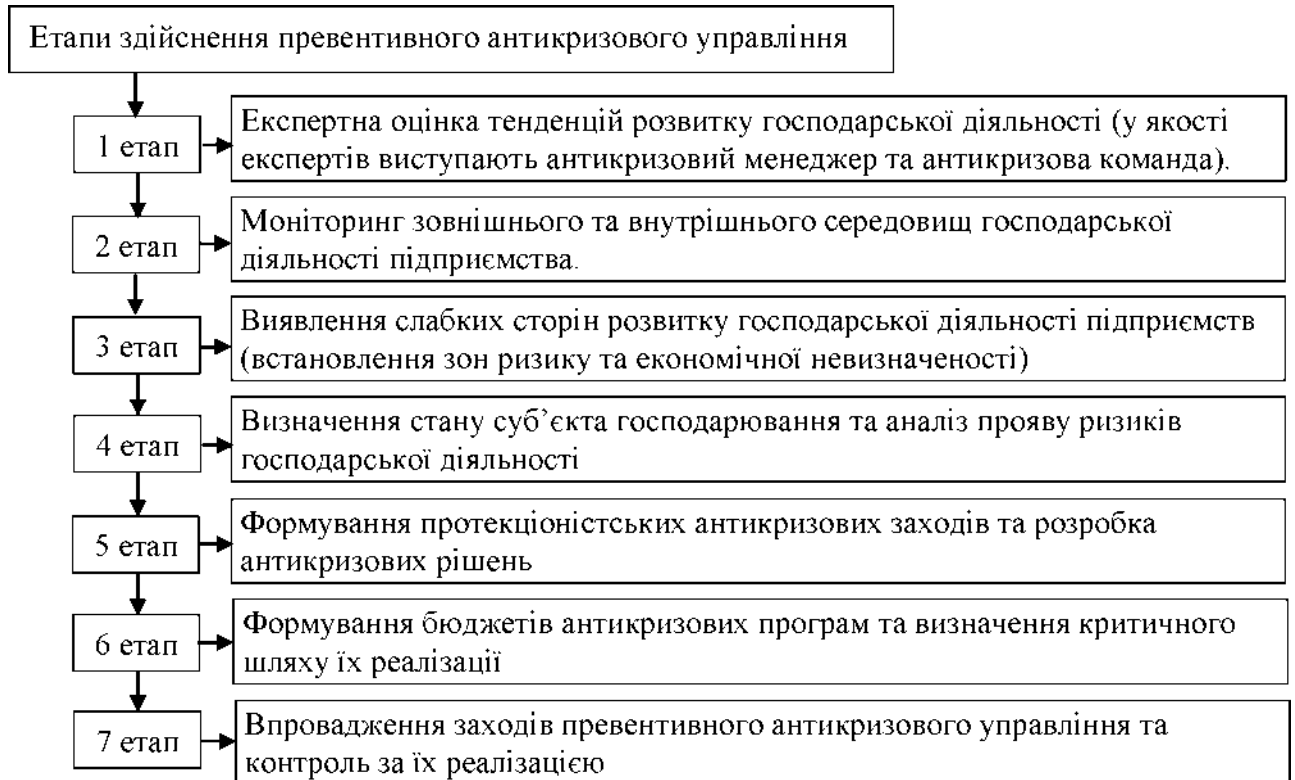 Етапи здійснення превентивного антикризового управління
1 етап
Експертна оцінка тенденцій розвитку господарської діяльності (у якості
експертів виступають антикризовий менеджер та антикризова команда).
2 етап
Моніторинг зовнішнього та внутрішнього середовищ господарської
діяльності підприємства.
3 етап
Виявлення слабких сторін розвитку господарської діяльності підприємств
(встановлення зон ризику та економічної невизначеності)
4 етап
Визначення стану суб’єкта господарювання та аналіз прояву ризиків
господарської діяльності
5 етап
Формування протекціоністських антикризових заходів та розробка
антикризових рішень
6 етап
Формування бюджетів антикризових програм та визначення критичного
шляху їх реалізації
7 етап
Впровадження заходів превентивного антикризового управління та
контроль за їх реалізацією